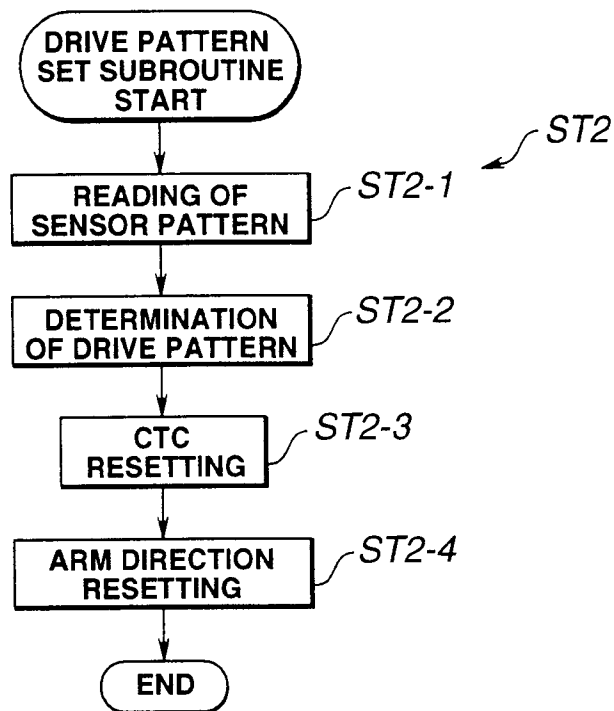 DRIVE PATTERN
SET SUBROUTINE
START
ST2
READING OF
SENSOR PATTERN
ST2-1
DETERMINATION
OF DRIVE PATTERN
ST2-2
CTC
RESETTING
ST2-3
ARM DIRECTION
RESETTING
ST2-4
END